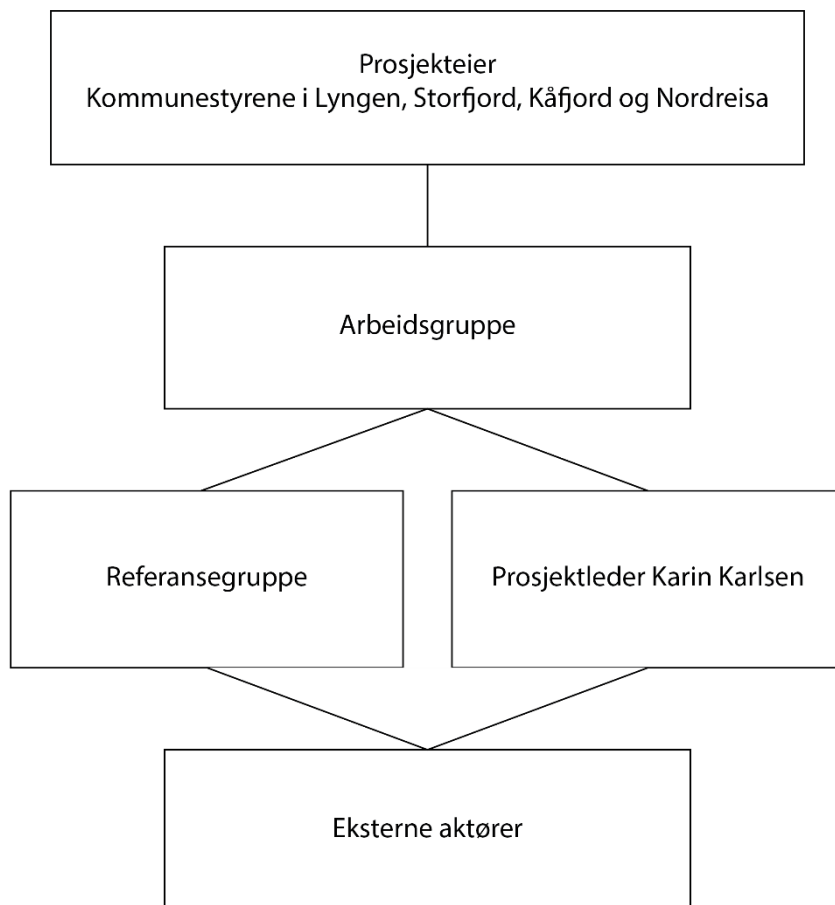 Prosjekteier
Kommunestyrene i Lyngen, Storfjord, Kåfjord og Nordreisa
Arbeidsgruppe
Referansegruppe
Prosjektleder Karin Karlsen
Eksterne aktører